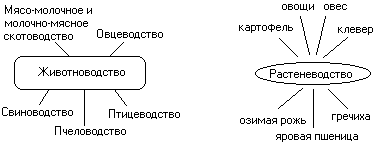 Мясо-молочное и
молочно-мясное
скотоводство
Овцеводство
Животноводство
Свиноводство
Пчеловодство
Птицеводство
овощи овес
картофель
клевер
Растеневодство
озимая рожь
яровая пшеница
гречиха